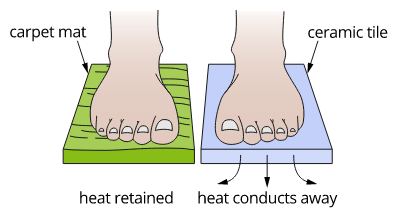 carpet mat
ceramic tile
heat retained
heat conducts away